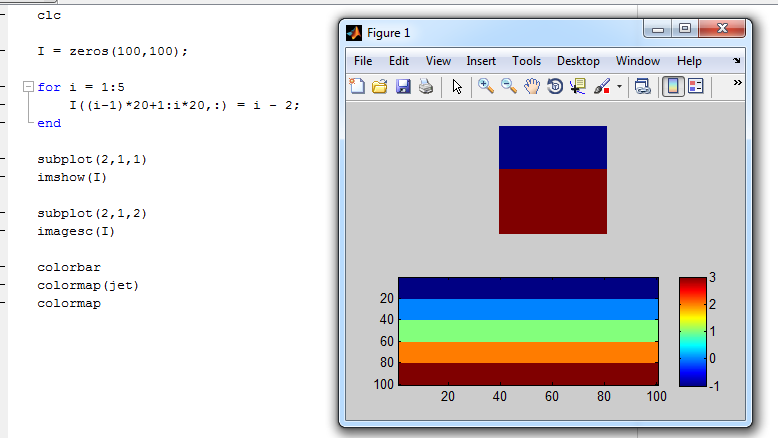 clc
I = zeros(100,100);
for i = 1:5
I((i-1)*20+1:i*20,:) = i - 2;
end
subplot(2,1,1)
imshow(I)
subplot(2,1,2)
imagesc(I)
colorbar
colormap(jet)
colormap
Figure 1
File Edit View Insert Tools Desktop Window Help
20
40
60
80
100
20 40 60 80 100
3
2
1
0
-1